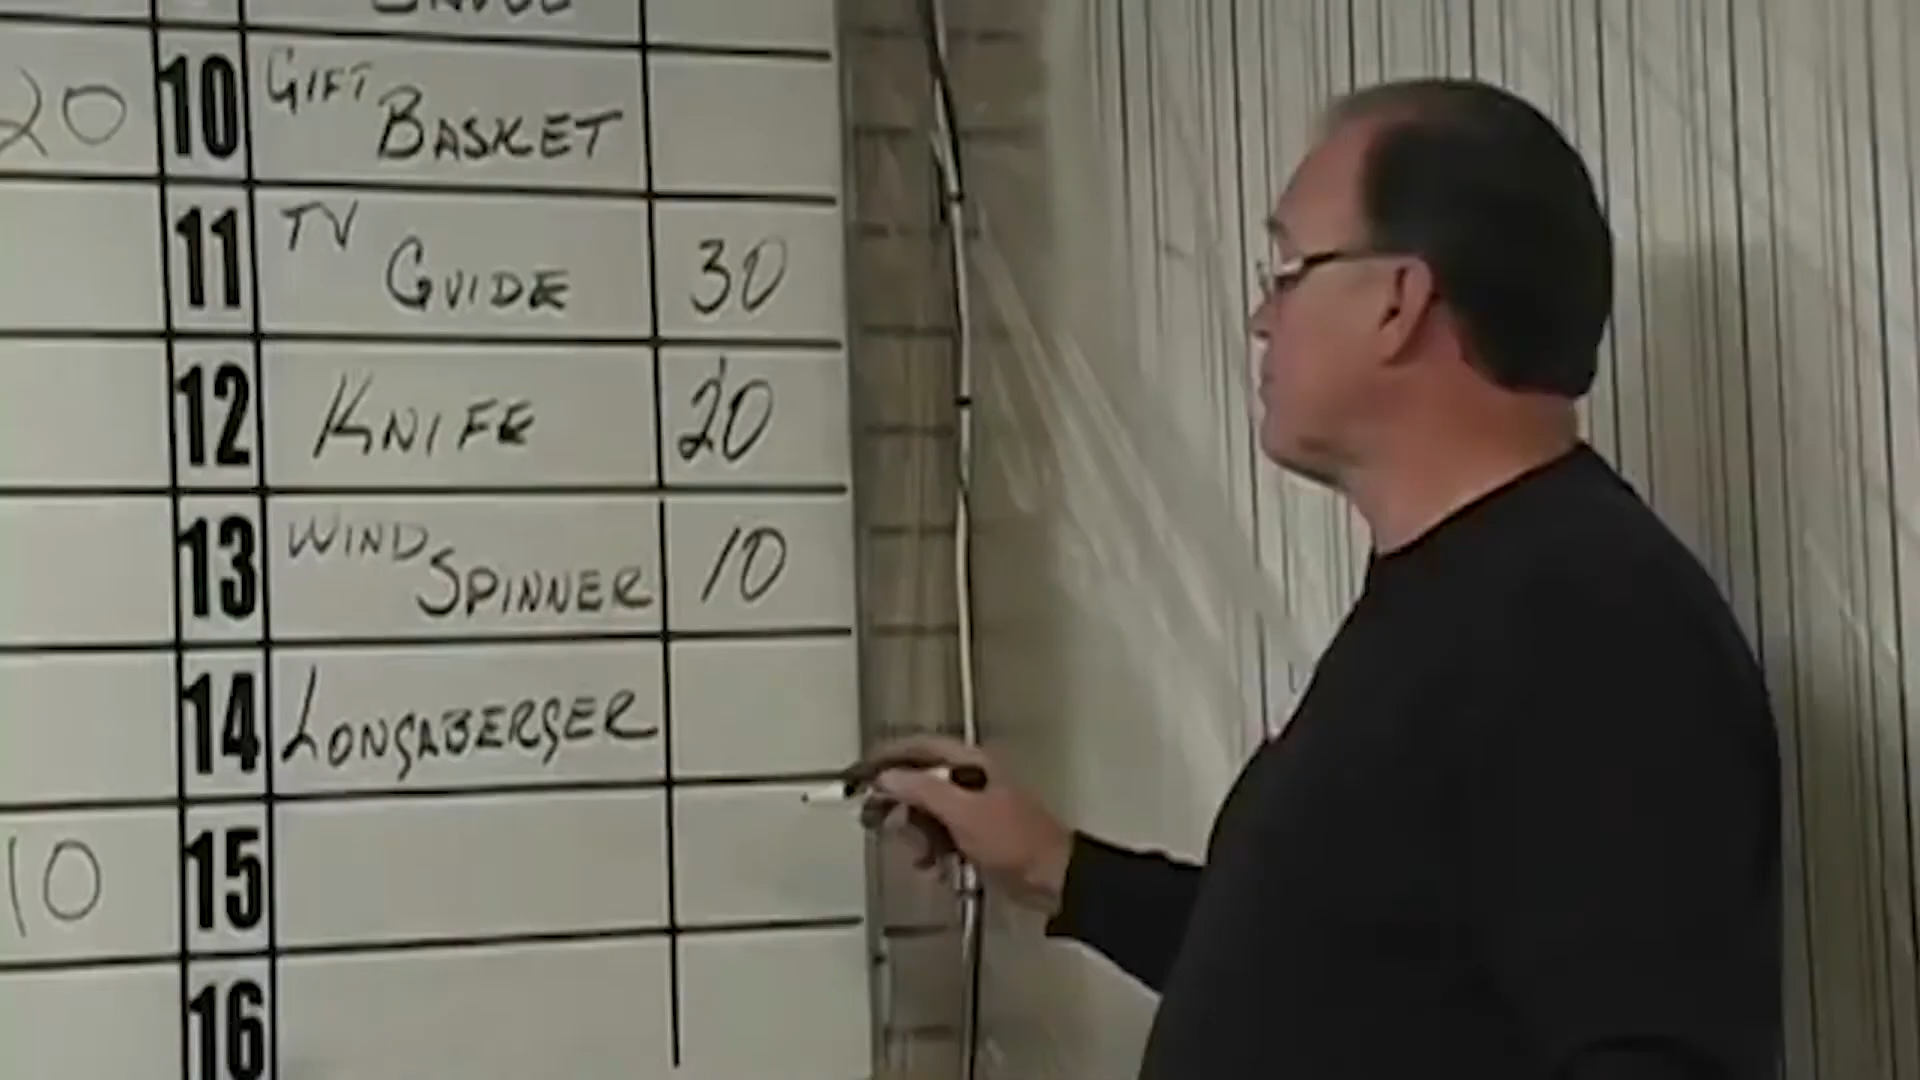 20 10 GIFT BASKET
11 TV GUIDE 30
12 KNIFE 20
13 WIND SPINNER 10
14 LONGABERGER
10 15
16